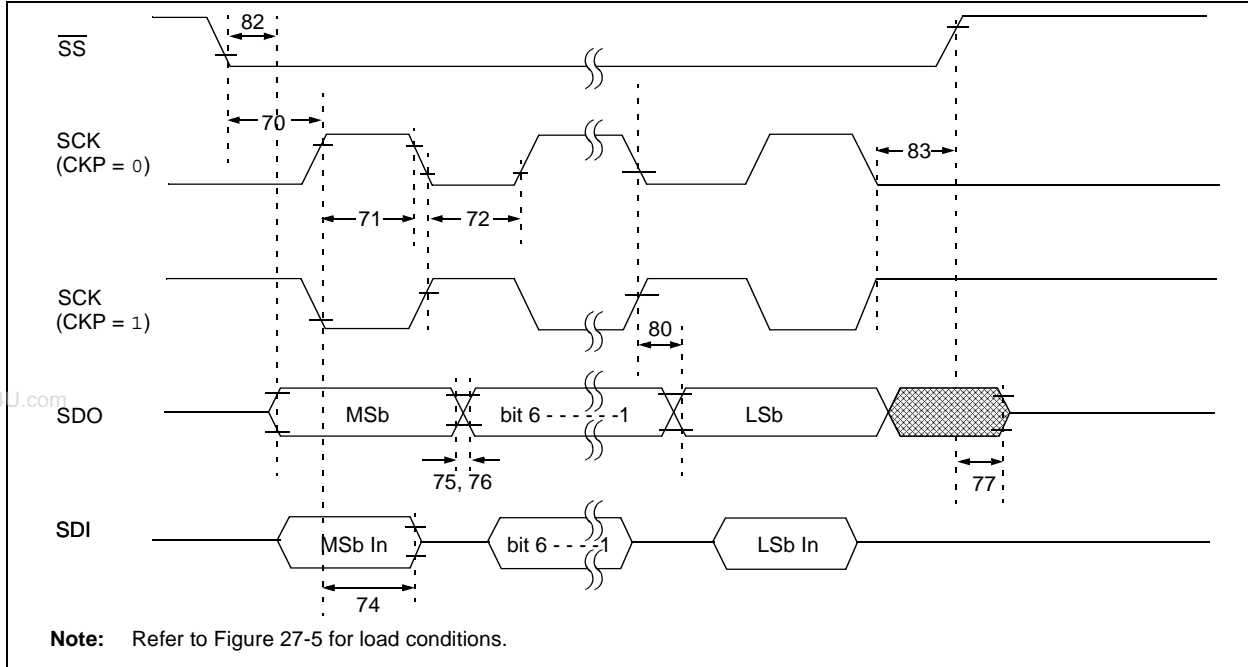 82
SS
70
SCK
(CKP = 0)
83
71
72
SCK
(CKP = 1)
80
U.com
SDO
MSb
bit 6 - - - - - -1
LSb
75, 76
77
SDI
MSb In
bit 6 - - - -1
LSb In
74
Note: Refer to Figure 27-5 for load conditions.